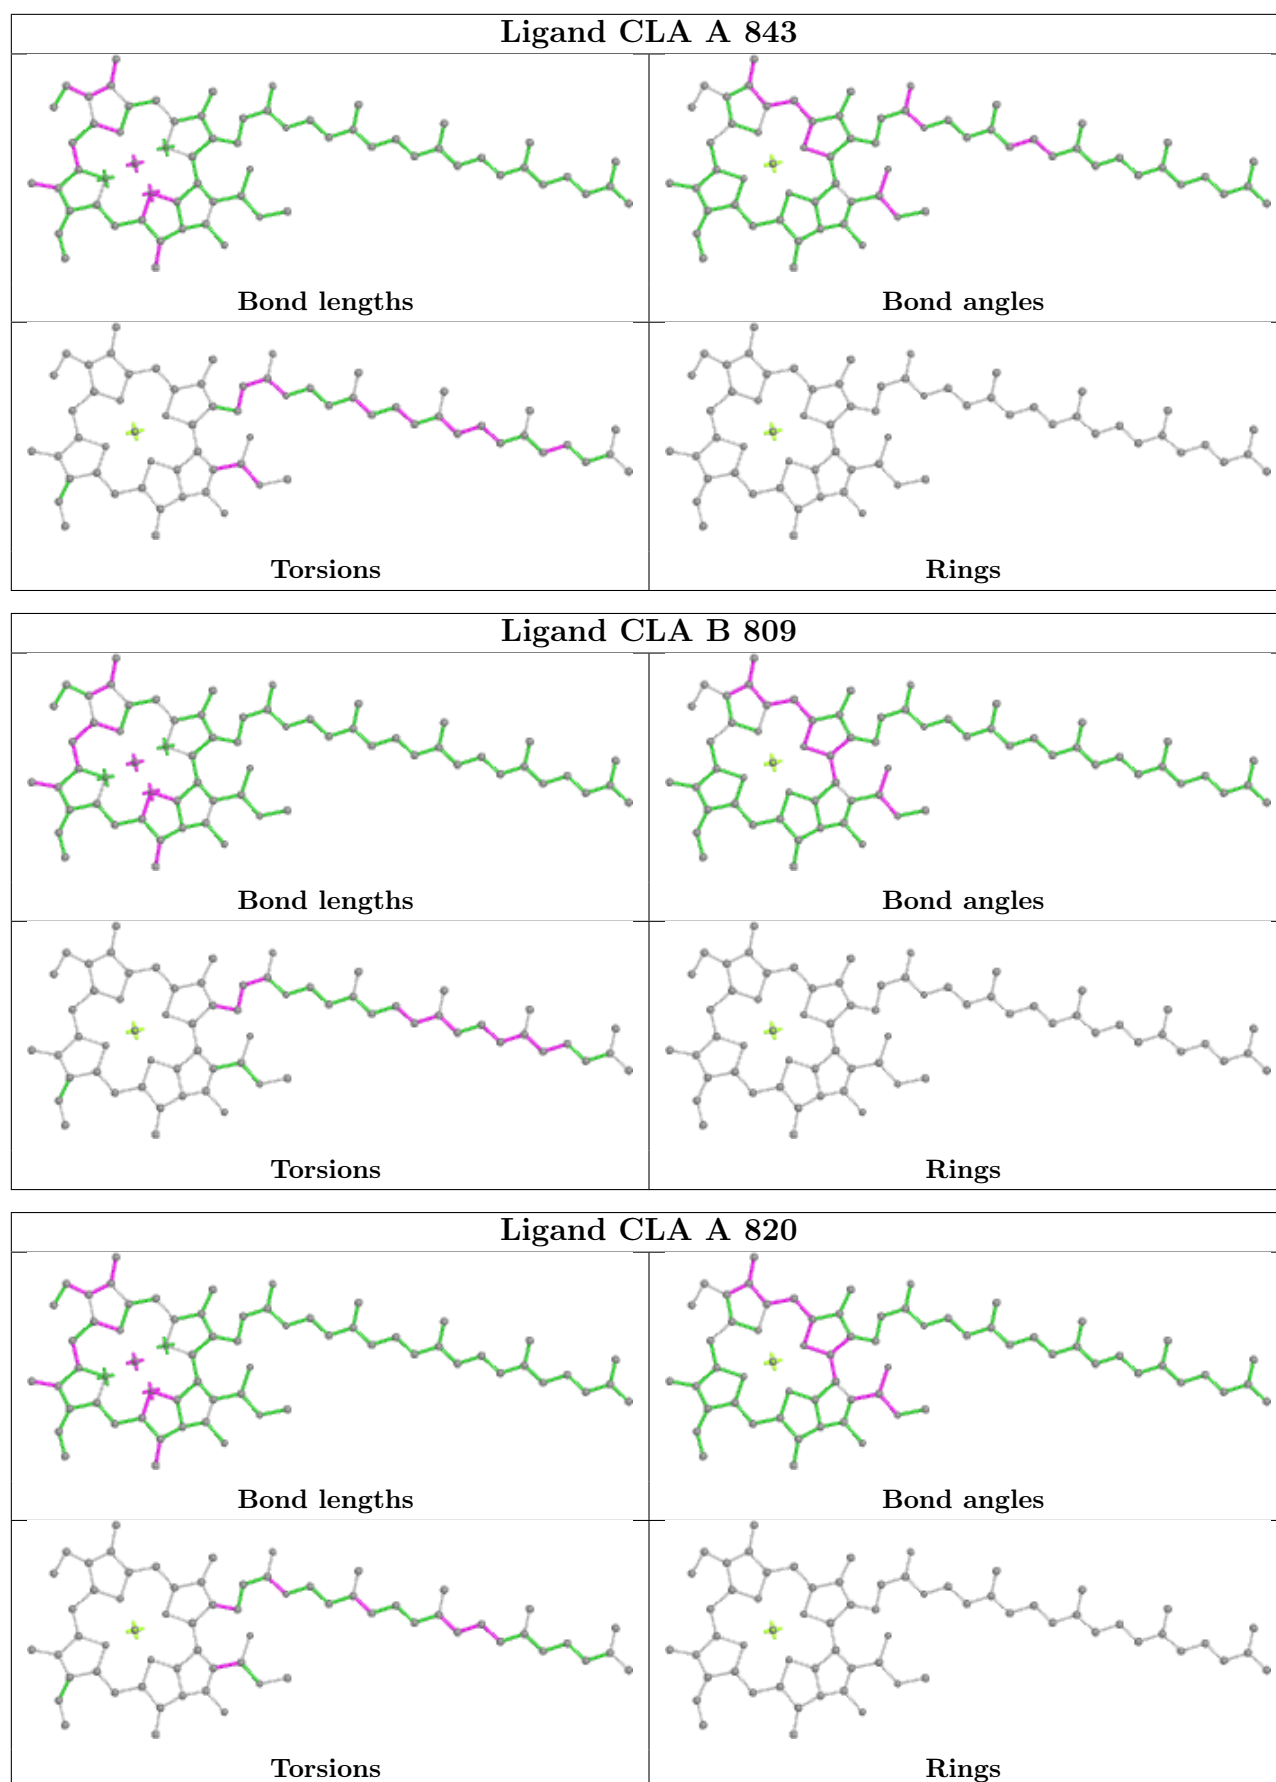 Ligand CLA A 843
Bond lengths
Bond angles
Torsions
Rings
Ligand CLA B 809
Bond lengths
Bond angles
Torsions
Rings
Ligand CLA A 820
Bond lengths
Bond angles
Torsions
Rings